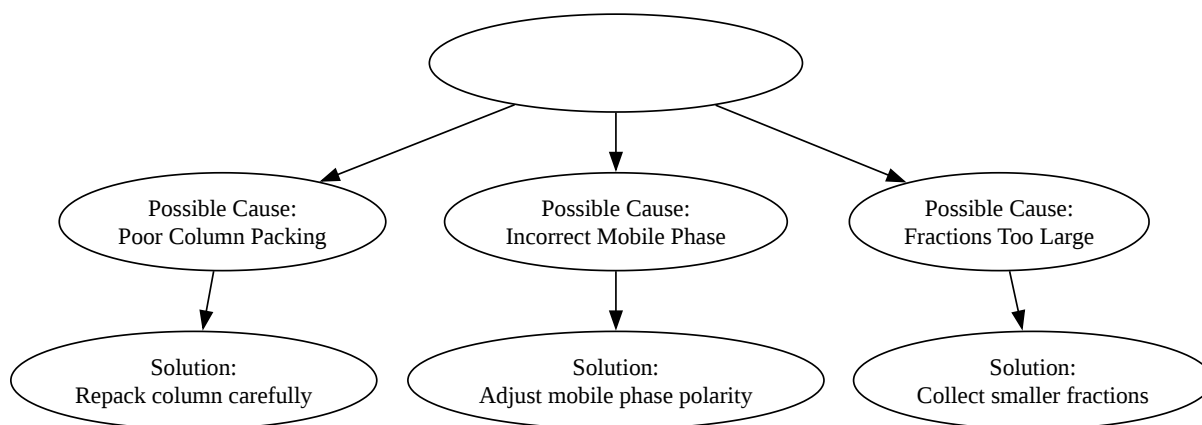 Possible Cause:
Poor Column Packing
Possible Cause:
Incorrect Mobile Phase
Possible Cause:
Fractions Too Large
Solution:
Repack column carefully
Solution:
Adjust mobile phase polarity
Solution:
Collect smaller fractions